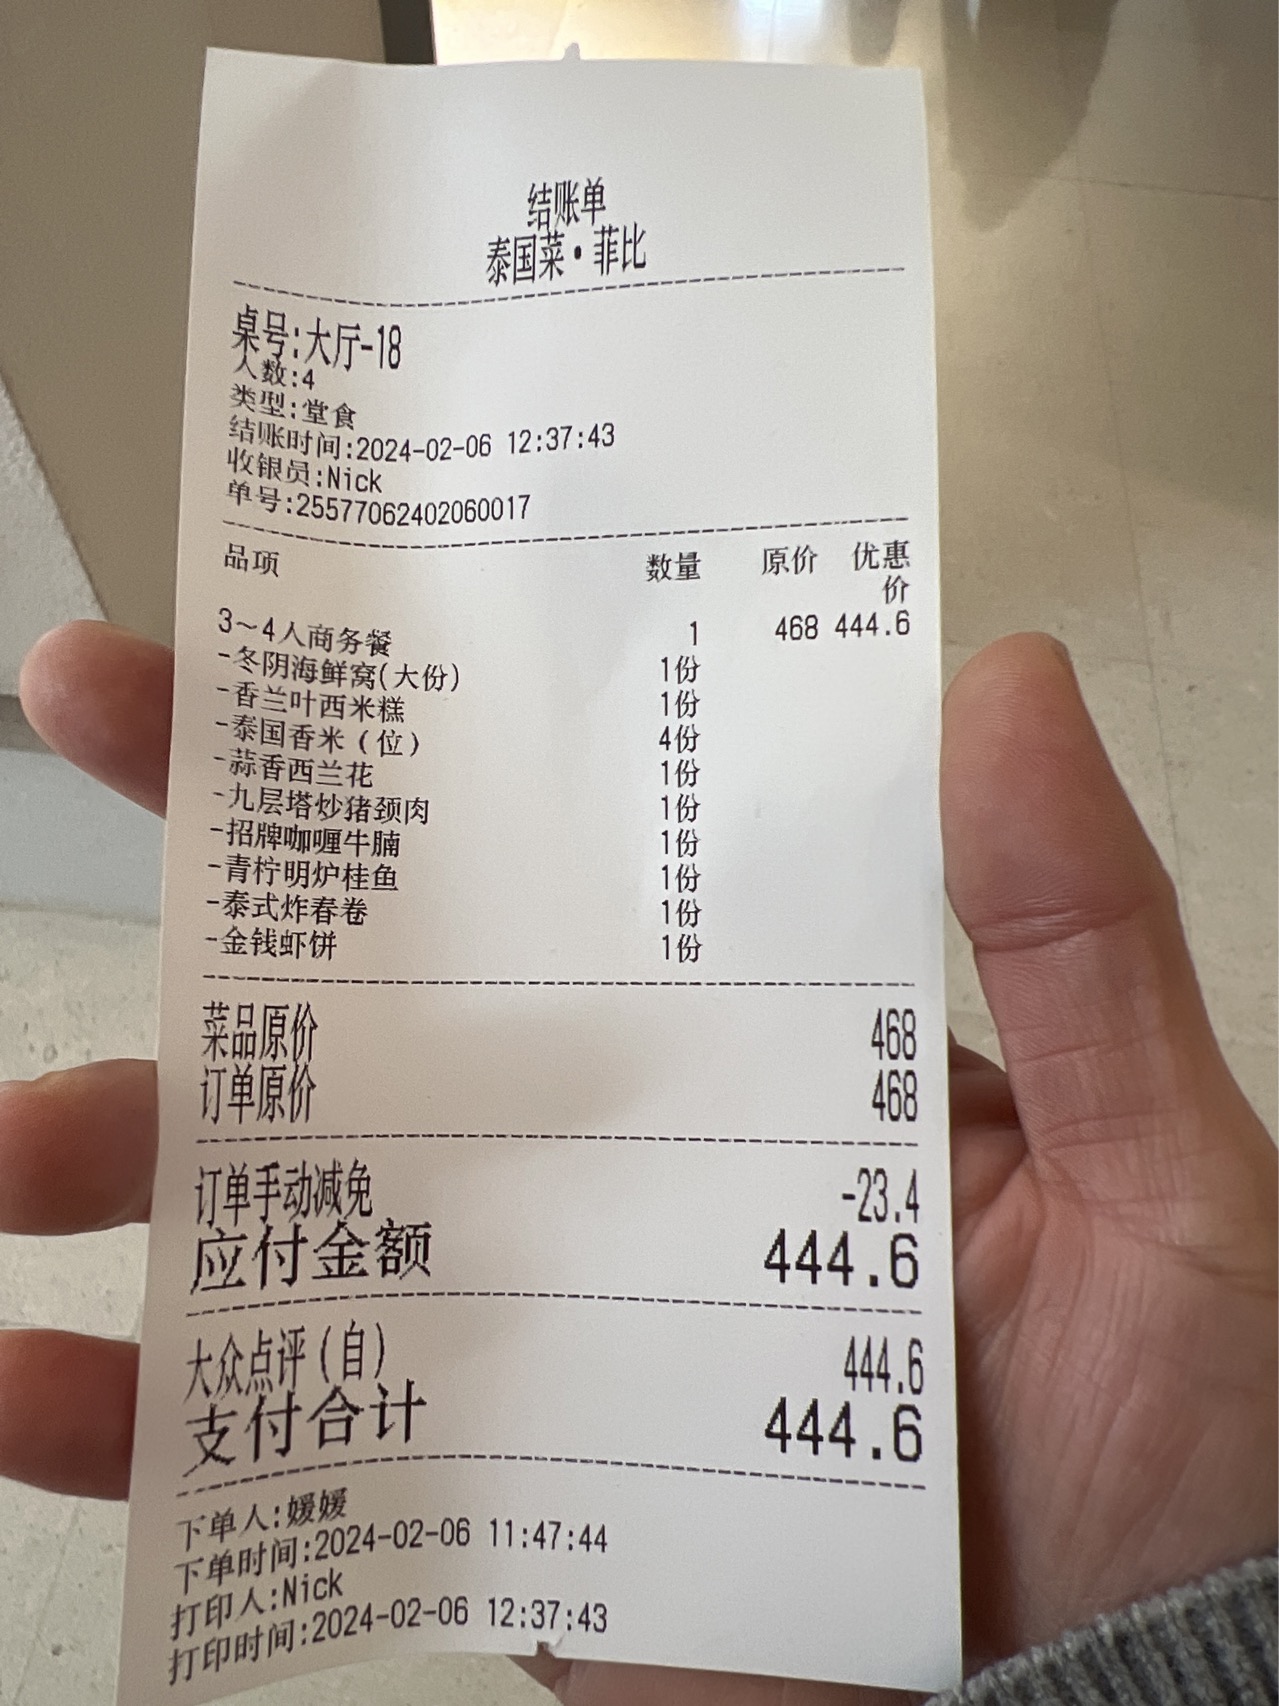 结账单
泰国菜·菲比
桌号:大厅-18
人数:4
类型:堂食
结账时间:2024-02-06 12:37:43
收银员:Nick
单号:25577062402060017
品项 数量 原价 优惠价
3~4人商务餐 1 468 444.6
-冬阴海鲜窝(大份) 1份
-香兰叶西米糕 1份
-泰国香米(位) 4份
-蒜香西兰花 1份
-九层塔炒猪颈肉 1份
-招牌咖喱牛腩 1份
-青柠明炉桂鱼 1份
-泰式炸春卷 1份
-金钱虾饼 1份
菜品原价 468
订单原价 468
订单手动减免 -23.4
应付金额 444.6
大众点评(自) 444.6
支付合计 444.6
下单人:媛媛
下单时间:2024-02-06 11:47:44
打印人:Nick
打印时间:2024-02-06 12:37:43